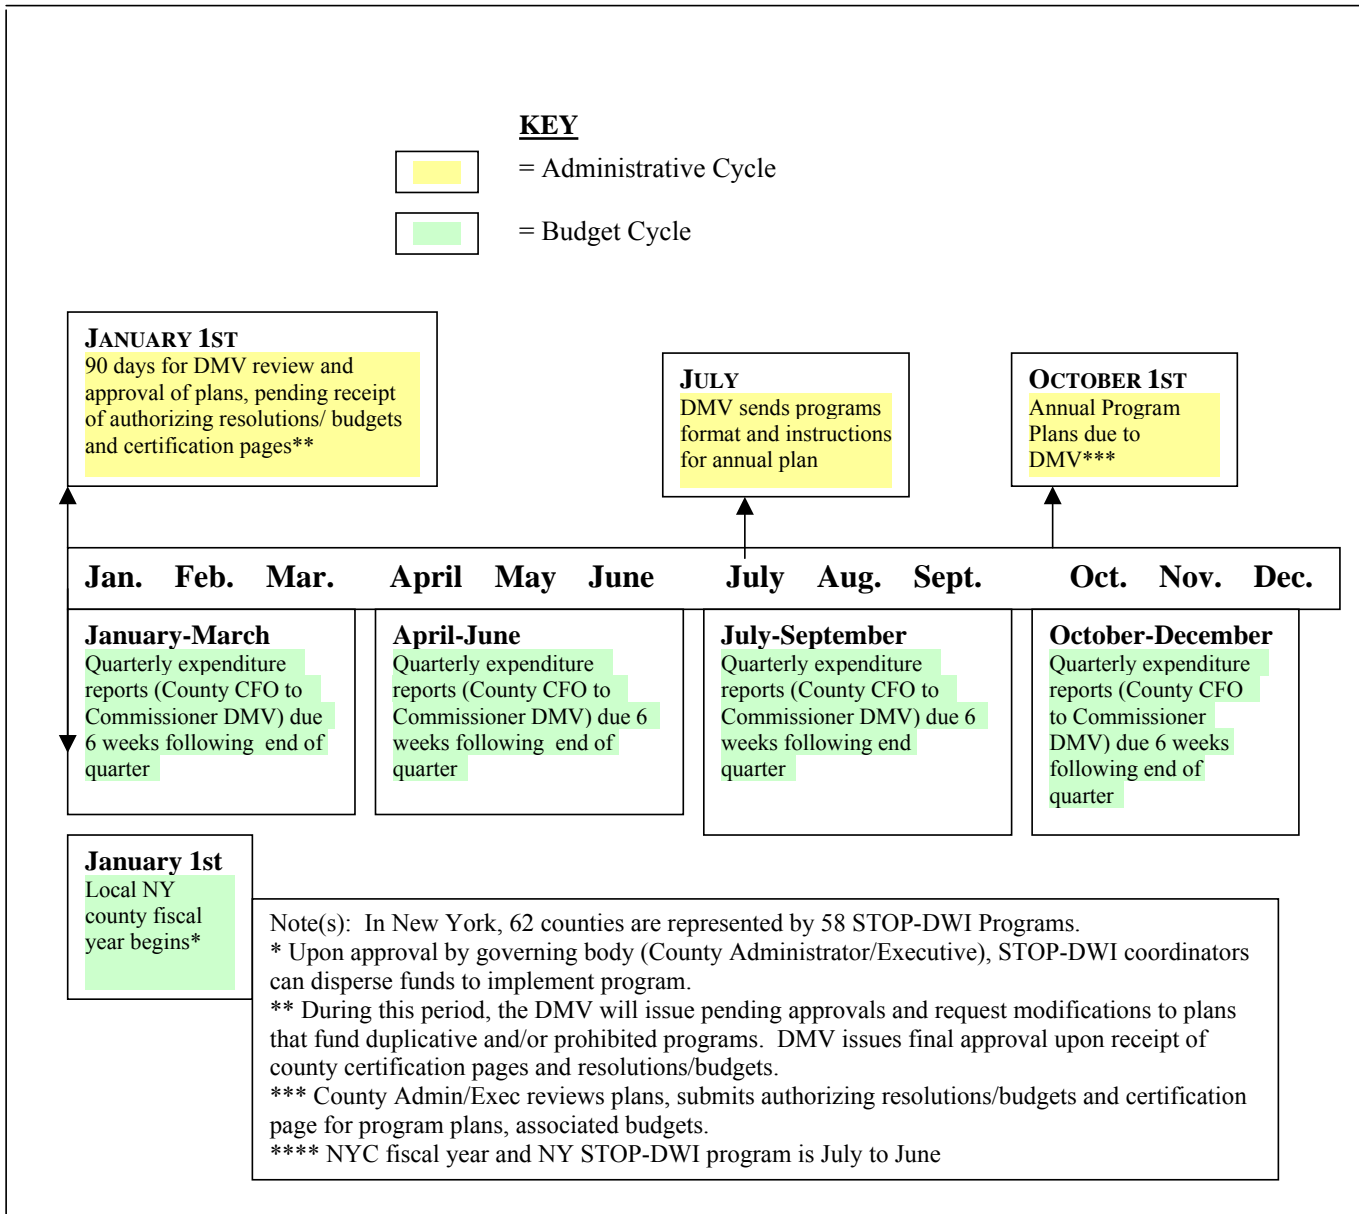 KEY
= Administrative Cycle
= Budget Cycle
JANUARY 1ST
90 days for DMV review and
approval of plans, pending receipt
of authorizing resolutions/ budgets
and certification pages**
JULY
DMV sends programs
format and instructions
for annual plan
OCTOBER 1ST
Annual Program
Plans due to
DMV***
Jan. Feb. Mar. April May June July Aug. Sept. Oct. Nov. Dec.
January-March
Quarterly expenditure
reports (County CFO to
Commissioner DMV) due
6 weeks following end of
quarter
April-June
Quarterly expenditure
reports (County CFO to
Commissioner DMV) due 6
weeks following end of
quarter
July-September
Quarterly expenditure
reports (County CFO to
Commissioner DMV) due 6
weeks following end
quarter
October-December
Quarterly expenditure
reports (County CFO
to Commissioner
DMV) due 6 weeks
following end of
quarter
January 1st
Local NY
county fiscal
year begins*
Note(s): In New York, 62 counties are represented by 58 STOP-DWI Programs.
* Upon approval by governing body (County Administrator/Executive), STOP-DWI coordinators
can disperse funds to implement program.
** During this period, the DMV will issue pending approvals and request modifications to plans
that fund duplicative and/or prohibited programs. DMV issues final approval upon receipt of
county certification pages and resolutions/budgets.
*** County Admin/Exec reviews plans, submits authorizing resolutions/budgets and certification
page for program plans, associated budgets.
**** NYC fiscal year and NY STOP-DWI program is July to June